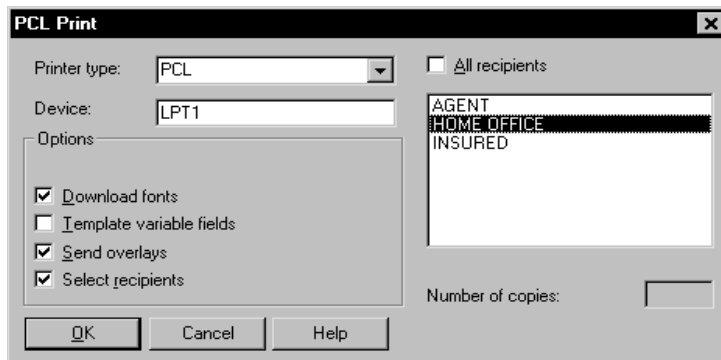 PCL Print
Printer type: PCL
Device: LPT1
Options
Download fonts
Template variable fields
Send overlays
Select recipients
OK Cancel Help
All recipients
AGENT
HOME OFFICE
INSURED
Number of copies: